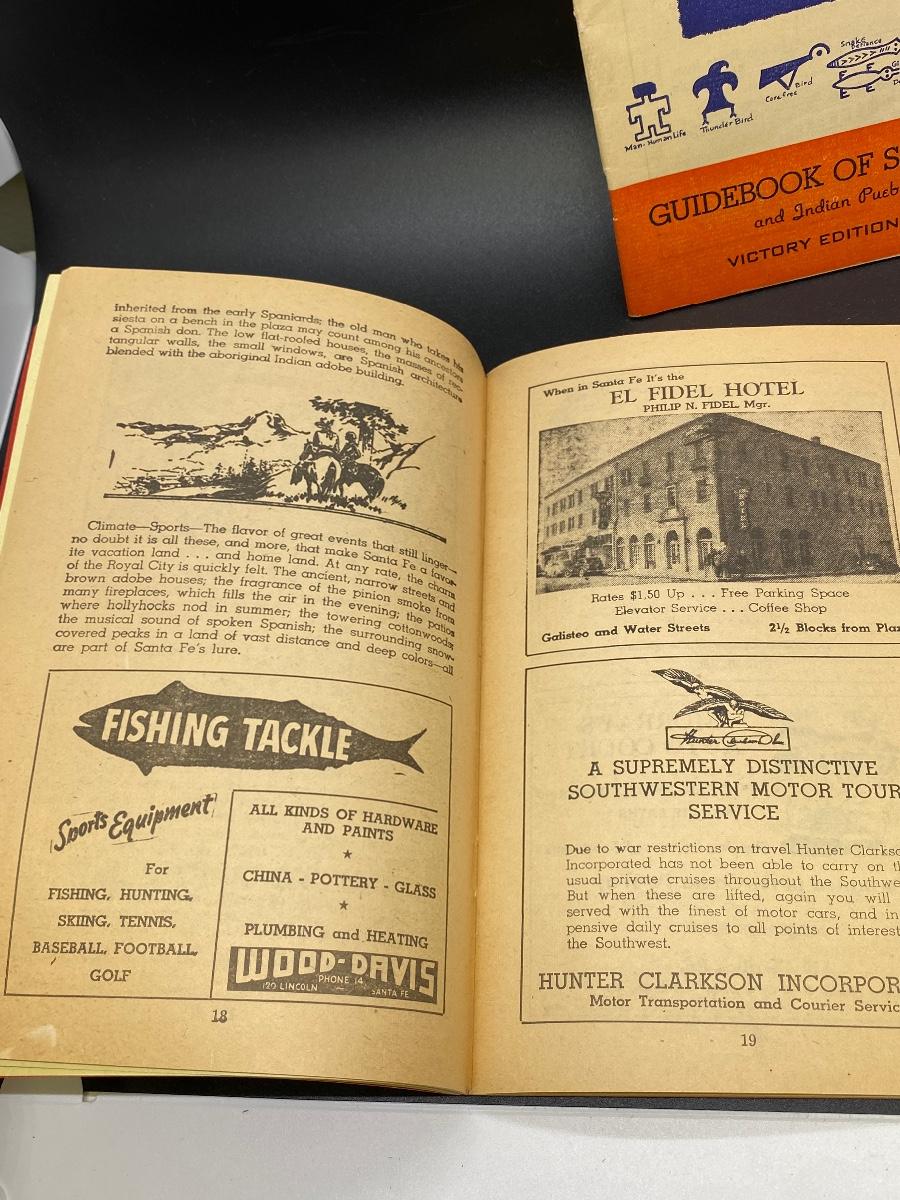 Man-Human Life
Thunder Bird
Carefree Bird
Snake
Defiance
GUIDEBOOK OF S
and Indian Pueb
VICTORY EDITION
inherited from the early Spaniards; the old man who takes his
siesta on a bench in the plaza may count among his ancestors
a Spanish don. The low flat-roofed houses, the masses of rec-
tangular walls, the small windows, are Spanish architecture
blended with the aboriginal Indian adobe building.
Climate—Sports—The flavor of great events that still linger—
no doubt it is all these, and more, that make Santa Fe a favor-
ite vacation land . . . and home land. At any rate, the charm
of the Royal City is quickly felt. The ancient, narrow streets and
brown adobe houses; the fragrance of the pinion smoke from
many fireplaces, which fills the air in the evening; the patios
where hollyhocks nod in summer; the towering cottonwoods;
the musical sound of spoken Spanish; the surrounding snow-
covered peaks in a land of vast distance and deep colors—all
are part of Santa Fe's lure.
FISHING TACKLE
Sports Equipment
For
FISHING, HUNTING,
SKIING, TENNIS,
BASEBALL, FOOTBALL,
GOLF
ALL KINDS OF HARDWARE
AND PAINTS
★
CHINA - POTTERY - GLASS
★
PLUMBING and HEATING
WOOD-DAVIS
PHONE 14
120 LINCOLN SANTA FE
18
When in Santa Fe It's the
EL FIDEL HOTEL
PHILIP N. FIDEL, Mgr.
HOTEL
Rates $1.50 Up . . . Free Parking Space
Elevator Service . . . Coffee Shop
Galisteo and Water Streets 2½ Blocks from Plaz
Hunter Clarkson Inc
A SUPREMELY DISTINCTIVE
SOUTHWESTERN MOTOR TOUR
SERVICE
Due to war restrictions on travel Hunter Clarkso
Incorporated has not been able to carry on th
usual private cruises throughout the Southwe
But when these are lifted, again you will
served with the finest of motor cars, and in
pensive daily cruises to all points of interest
the Southwest.
HUNTER CLARKSON INCORPOR
Motor Transportation and Courier Servic
19